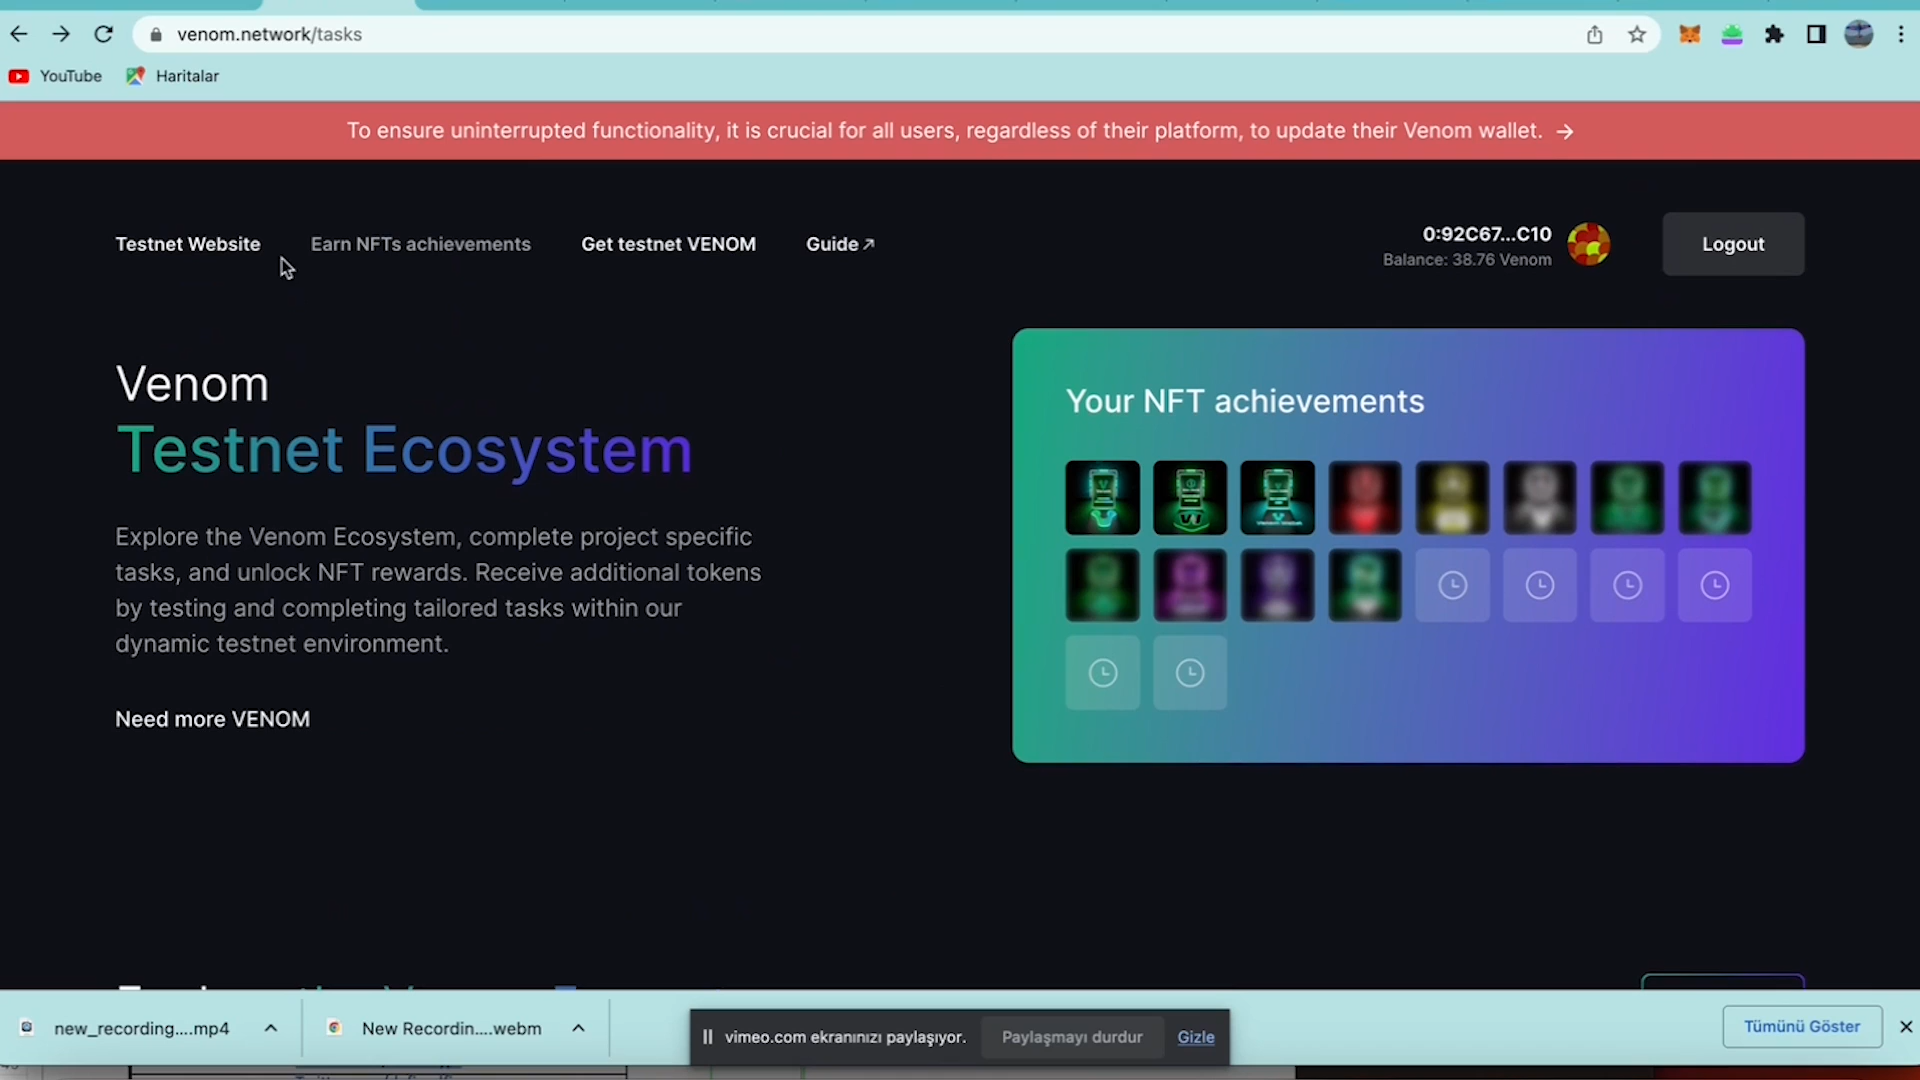 venom.network/tasks
YouTube
Haritalar
To ensure uninterrupted functionality, it is crucial for all users, regardless of their platform, to update their Venom wallet. →
Testnet Website
Earn NFTs achievements
Get testnet VENOM
Guide ↗
0:92C67...C10
Balance: 38.76 Venom
Logout
Venom
Testnet Ecosystem
Explore the Venom Ecosystem, complete project specific
tasks, and unlock NFT rewards. Receive additional tokens
by testing and completing tailored tasks within our
dynamic testnet environment.
Need more VENOM
Your NFT achievements
new_recording....mp4
New Recordin....webm
vimeo.com ekranınızı paylaşıyor.
Paylaşmayı durdur
Gizle
Tümünü Göster